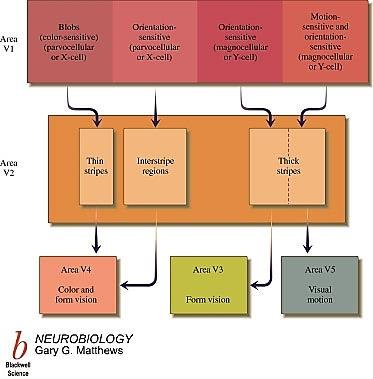 Area
V1
Blobs
(color-sensitive)
(parvocellular
or X-cell)
Orientation-
sensitive
(parvocellular
or X-cell)
Orientation-
sensitive
(magnocellular
or Y-cell)
Motion-
sensitive and
orientation-
sensitive
(magnocellular
or Y-cell)
Area
V2
Thin
stripes
Interstripe
regions
Thick
stripes
Area V4
Color and
form vision
Area V3
Form vision
Area V5
Visual
motion
b
Blackwell
Science
NEUROBIOLOGY
Gary G. Matthews